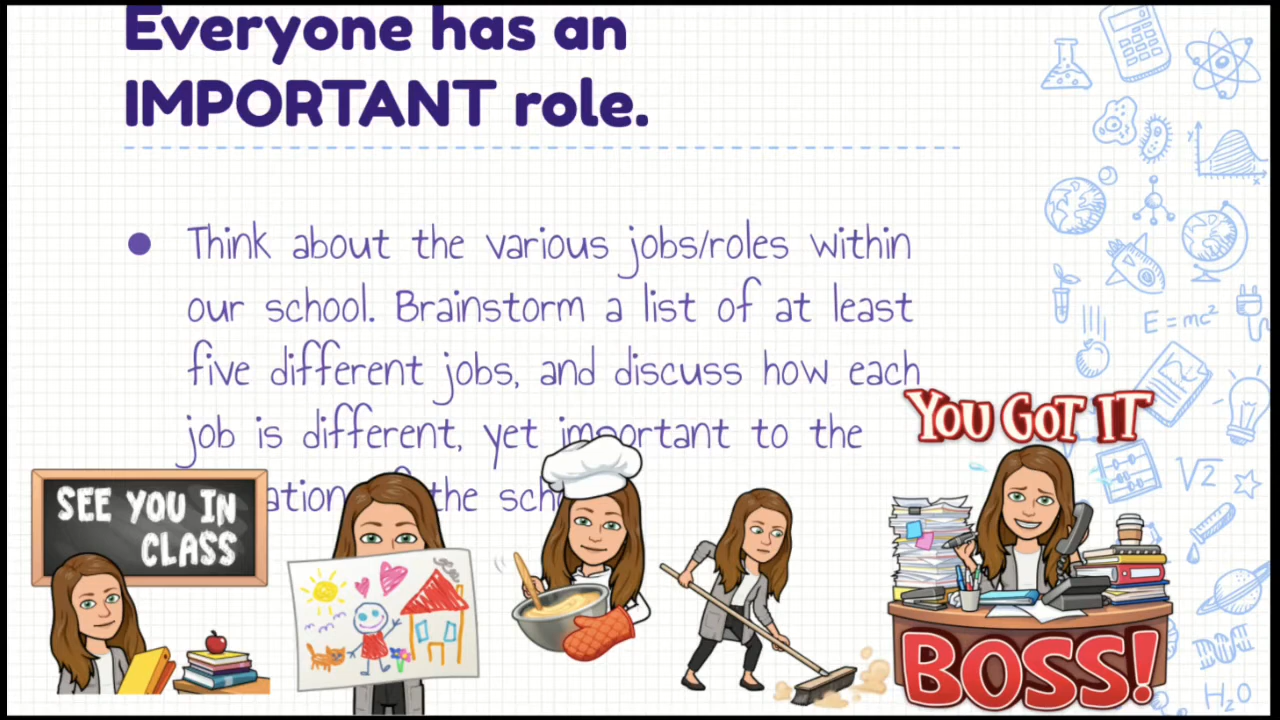 Everyone has an
IMPORTANT role.
Think about the various jobs/roles within
our school. Brainstorm a list of at least
five different jobs, and discuss how each
job is different, yet important to the
the
YOU GOT IT
BOSS!
SEE YOU IN
CLASS
E=mc²
√2
H₂O